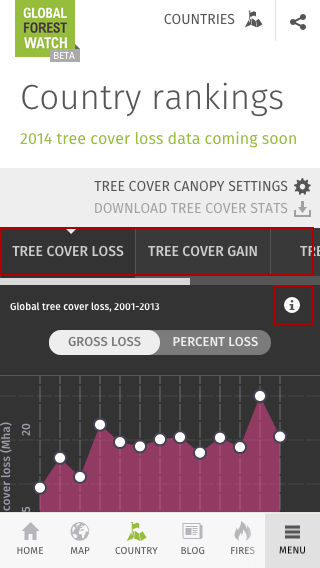 GLOBAL
FOREST
WATCH
BETA
COUNTRIES
Country rankings
2014 tree cover loss data coming soon
TREE COVER CANOPY SETTINGS
DOWNLOAD TREE COVER STATS
TREE COVER LOSS TREE COVER GAIN TR
Global tree cover loss, 2001-2013
GROSS LOSS PERCENT LOSS
20
cover loss (Mha)
HOME MAP COUNTRY BLOG FIRES MENU